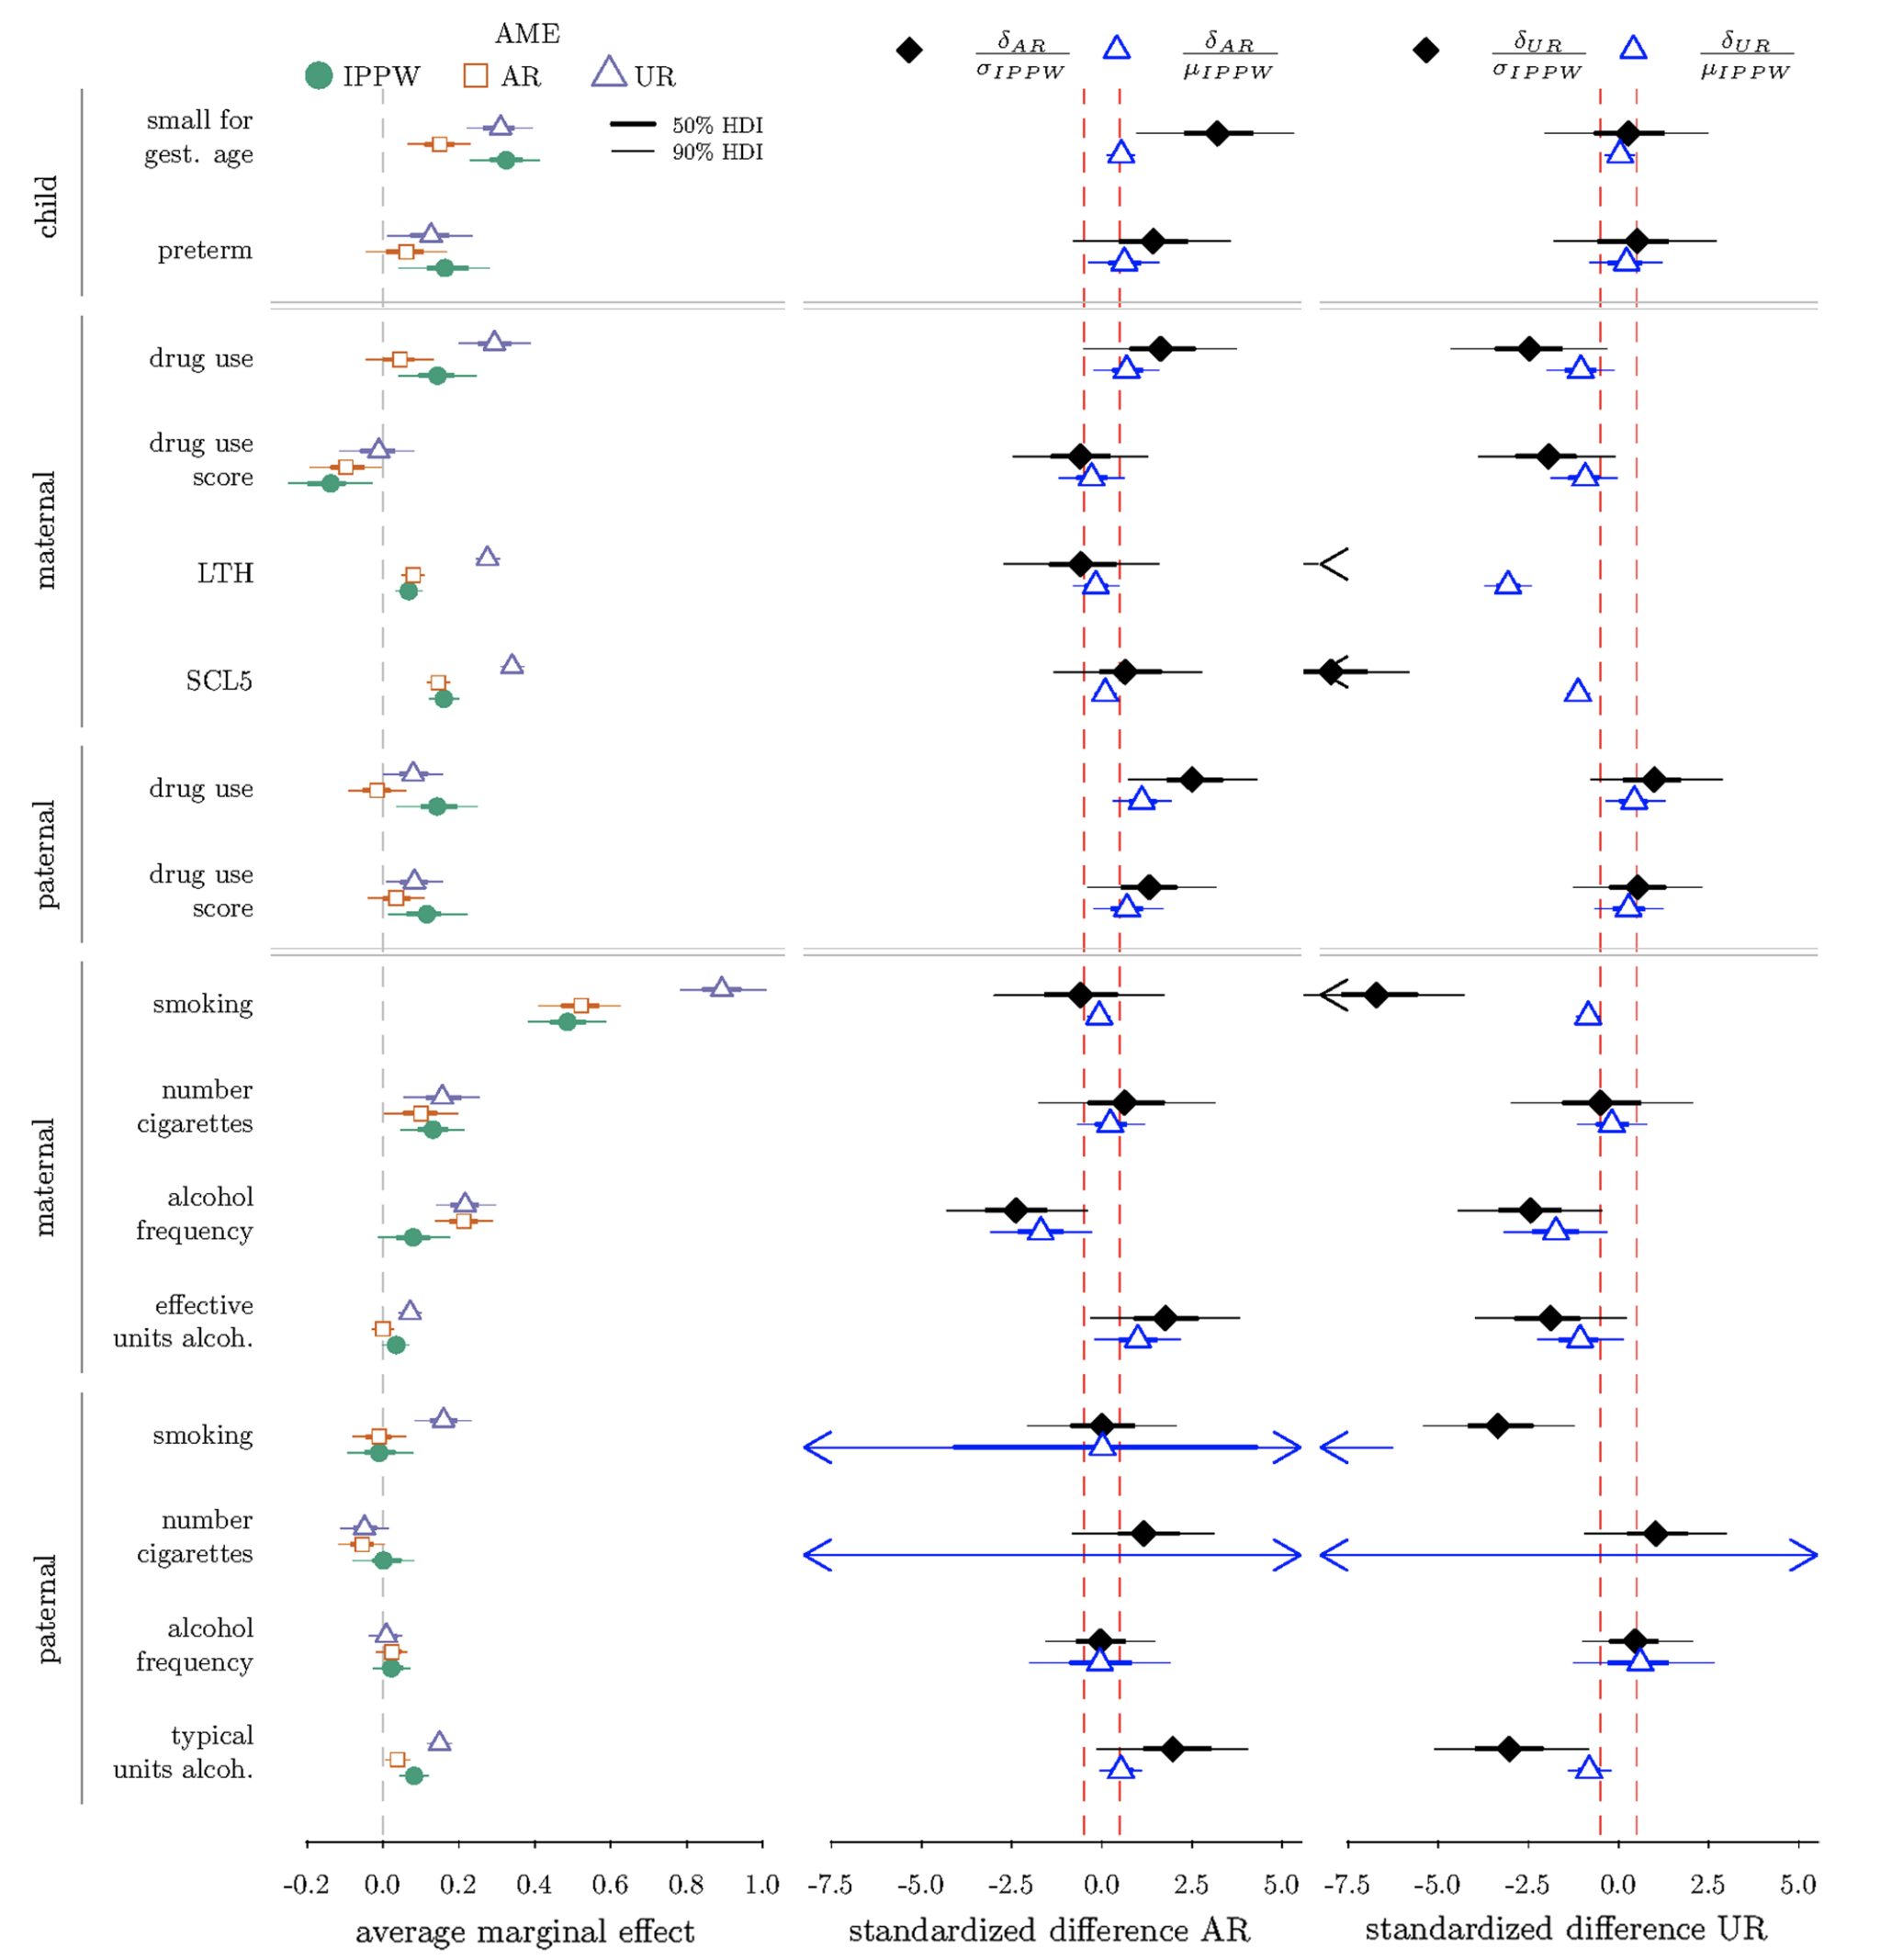 AME
IPPW AR UR
50% HDI
90% HDI
δAR/σIPPW δAR/μIPPW
δUR/σIPPW δUR/μIPPW
child
small for
gest. age
preterm
maternal
drug use
drug use
score
LTH
SCL5
paternal
drug use
drug use
score
maternal
smoking
number
cigarettes
alcohol
frequency
effective
units alcoh.
paternal
smoking
number
cigarettes
alcohol
frequency
typical
units alcoh.
-0.2 0.0 0.2 0.4 0.6 0.8 1.0
average marginal effect
-7.5 -5.0 -2.5 0.0 2.5 5.0
standardized difference AR
-7.5 -5.0 -2.5 0.0 2.5 5.0
standardized difference UR